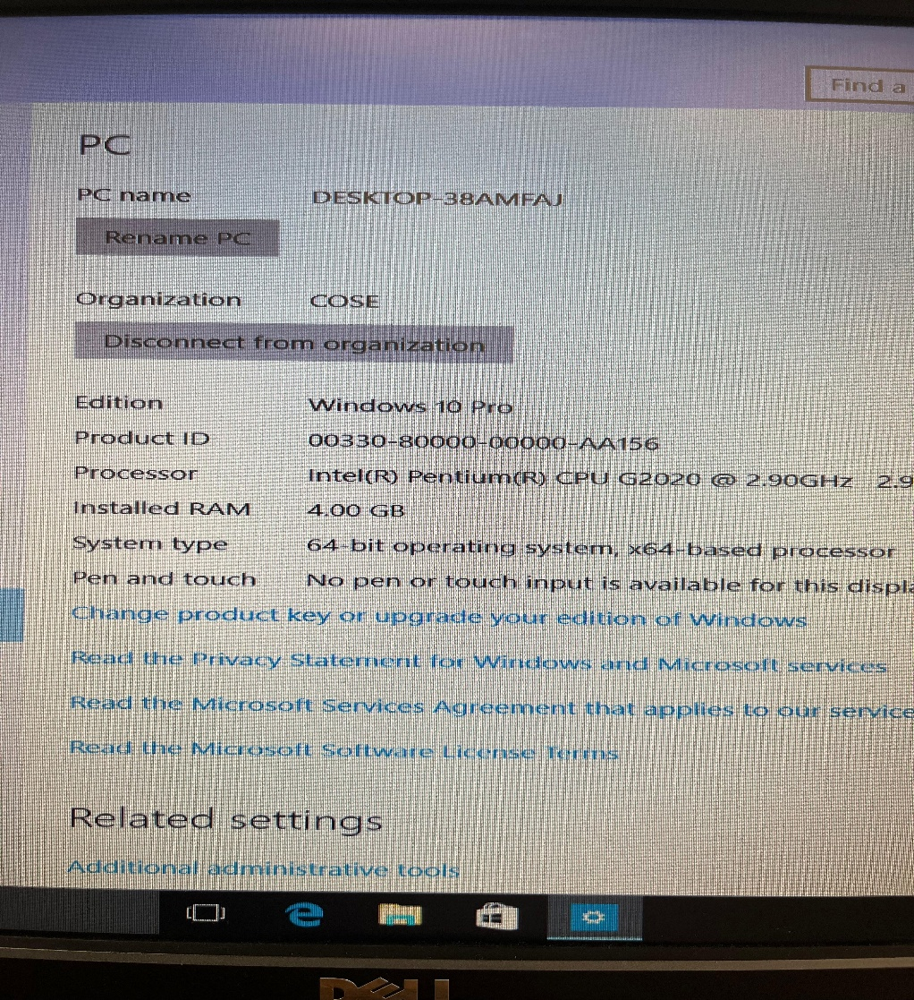 Find a
PC
PC name DESKTOP-38AMFAJ
Rename PC
Organization COSE
Disconnect from organization
Edition Windows 10 Pro
Product ID 00330-80000-00000-AA156
Processor Intel(R) Pentium(R) CPU G2020 @ 2.90GHz 2.9
Installed RAM 4.00 GB
System type 64-bit operating system, x64-based processor
Pen and touch No pen or touch input is available for this displa
Change product key or upgrade your edition of Windows
Read the Privacy Statement for Windows and Microsoft services
Read the Microsoft Services Agreement that applies to our service
Read the Microsoft Software License Terms
Related settings
Additional administrative tools
DELL